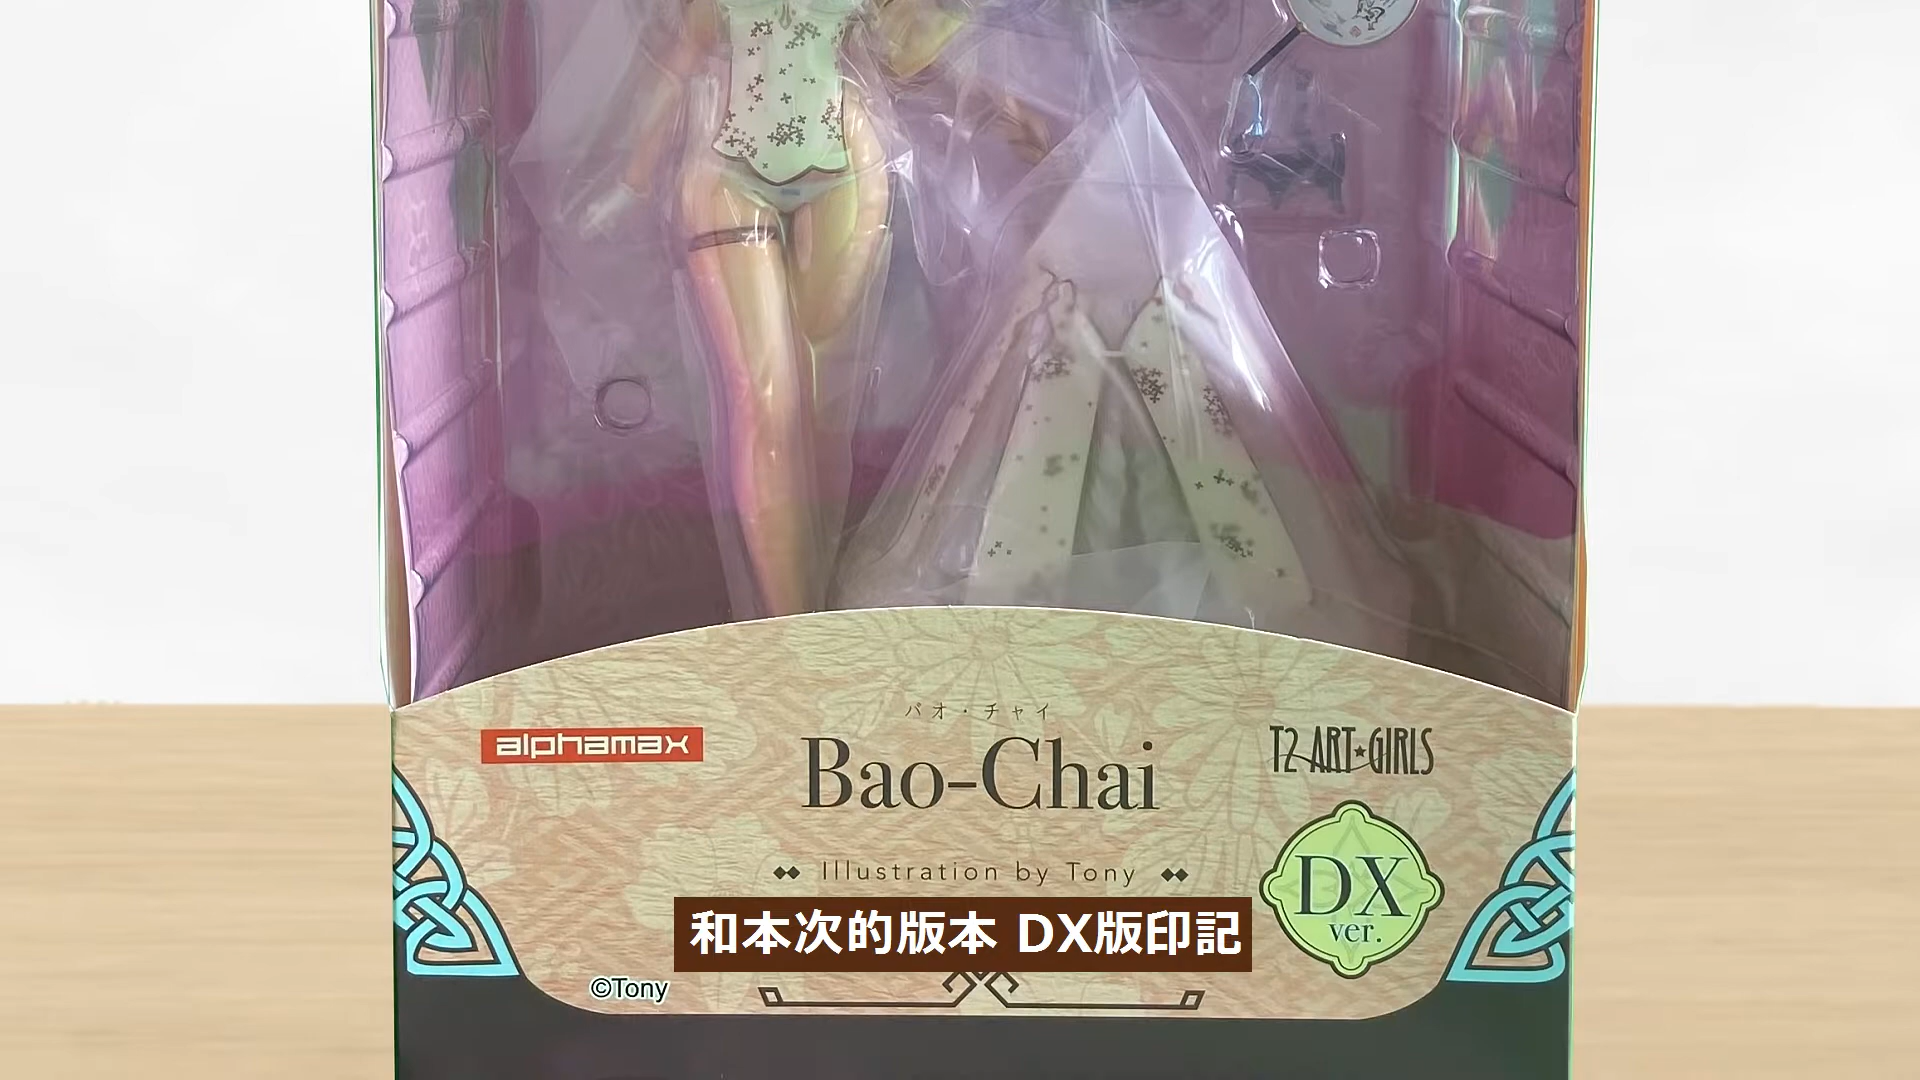 バオ・チャイ
alphamax
Bao-Chai
T2 ART★GIRLS
Illustration by Tony
DX
ver.
和本次的版本 DX版印記
©Tony